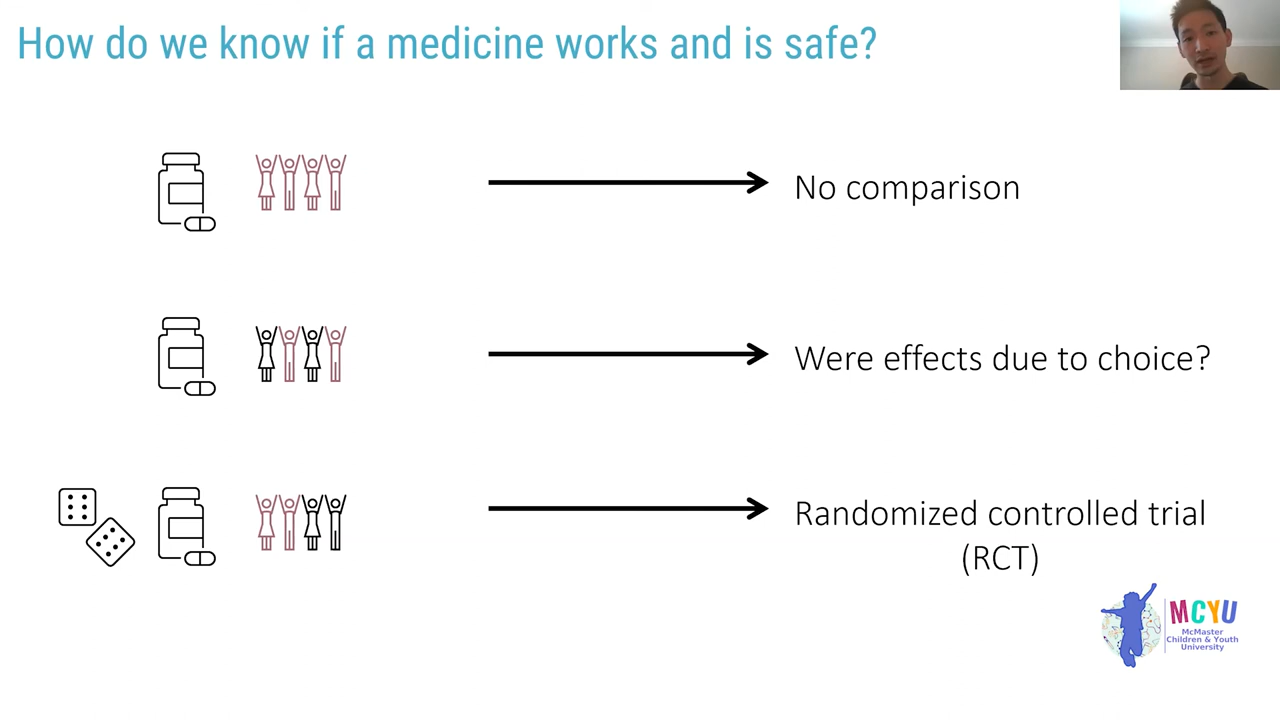 How do we know if a medicine works and is safe?
No comparison
Were effects due to choice?
Randomized controlled trial
(RCT)
MCYU
McMaster
Children & Youth
University